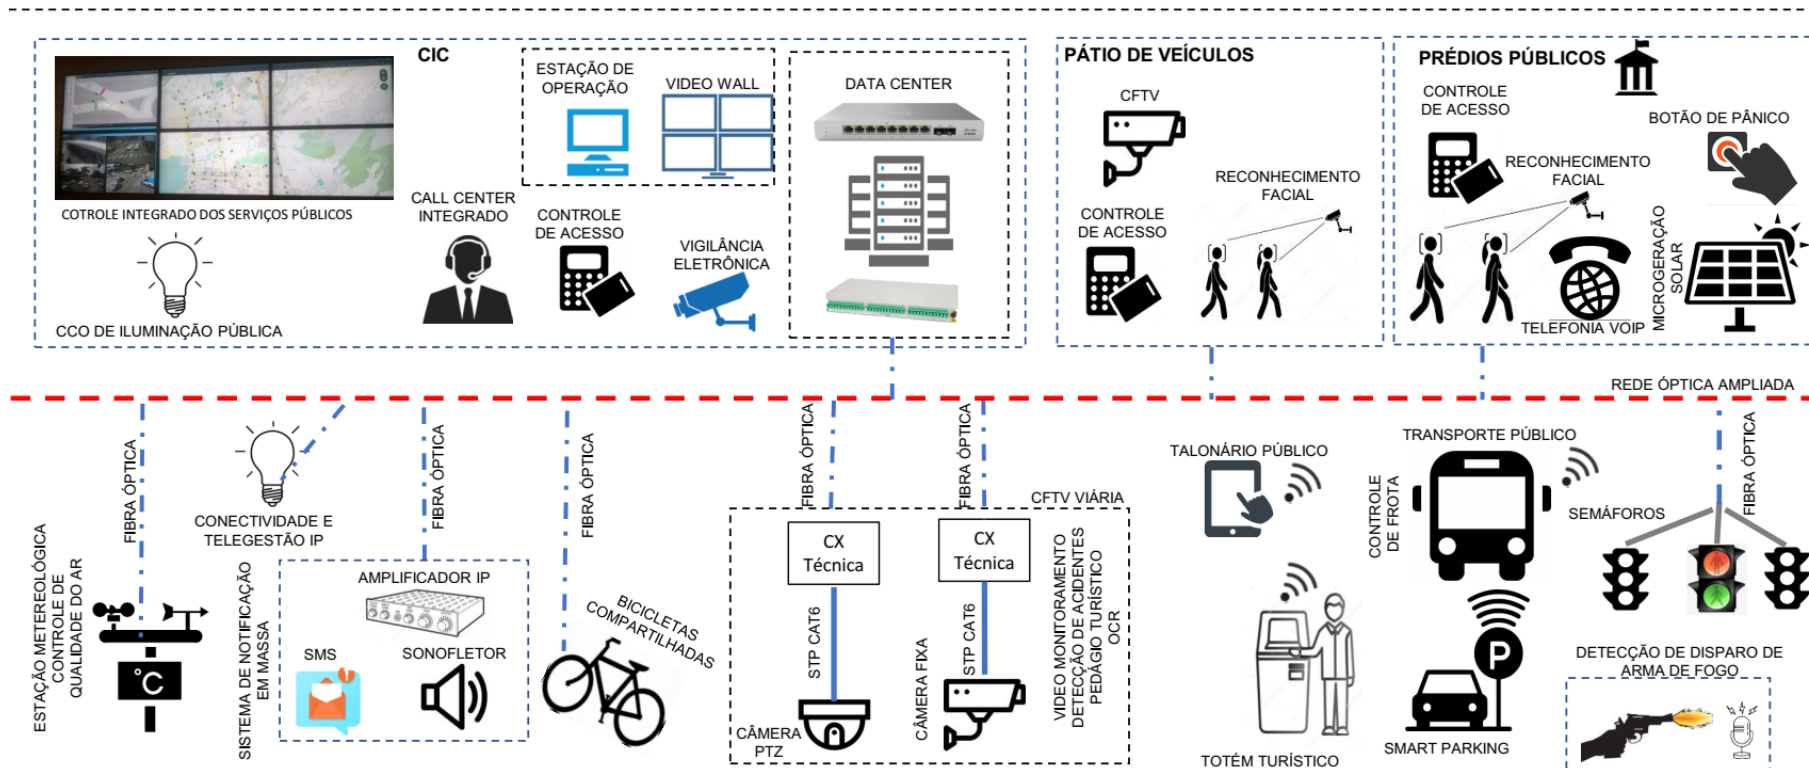 CIC
ESTAÇÃO DE
OPERAÇÃO
VIDEO WALL
DATA CENTER
COTROLE INTEGRADO DOS SERVIÇOS PÚBLICOS
CALL CENTER
INTEGRADO
CONTROLE
DE ACESSO
VIGILÂNCIA
ELETRÔNICA
CCO DE ILUMINAÇÃO PÚBLICA
PÁTIO DE VEÍCULOS
CFTV
RECONHECIMENTO
FACIAL
CONTROLE
DE ACESSO
PRÉDIOS PÚBLICOS
CONTROLE
DE ACESSO
BOTÃO DE PÂNICO
RECONHECIMENTO
FACIAL
MICROGERAÇÃO
SOLAR
TELEFONIA VOIP
REDE ÓPTICA AMPLIADA
FIBRA ÓPTICA
ESTAÇÃO METEREOLÓGICA
CONTROLE DE
QUALIDADE DO AR
°C
CONECTIVIDADE E
TELEGESTÃO IP
FIBRA ÓPTICA
SISTEMA DE NOTIFICAÇÃO
EM MASSA
AMPLIFICADOR IP
SMS
1
SONOFLETOR
FIBRA ÓPTICA
BICICLETAS
COMPARTILHADAS
FIBRA ÓPTICA
FIBRA ÓPTICA
CFTV VIÁRIA
CX
Técnica
CX
Técnica
STP CAT6
STP CAT6
CÂMERA
PTZ
CÂMERA FIXA
VIDEO MONITORAMENTO
DETECÇÃO DE ACIDENTES
PEDÁGIO TURÍSTICO
OCR
TALONÁRIO PÚBLICO
TOTÉM TURÍSTICO
TRANSPORTE PÚBLICO
CONTROLE
DE FROTA
P
SMART PARKING
FIBRA ÓPTICA
SEMÁFOROS
DETECÇÃO DE DISPARO DE
ARMA DE FOGO